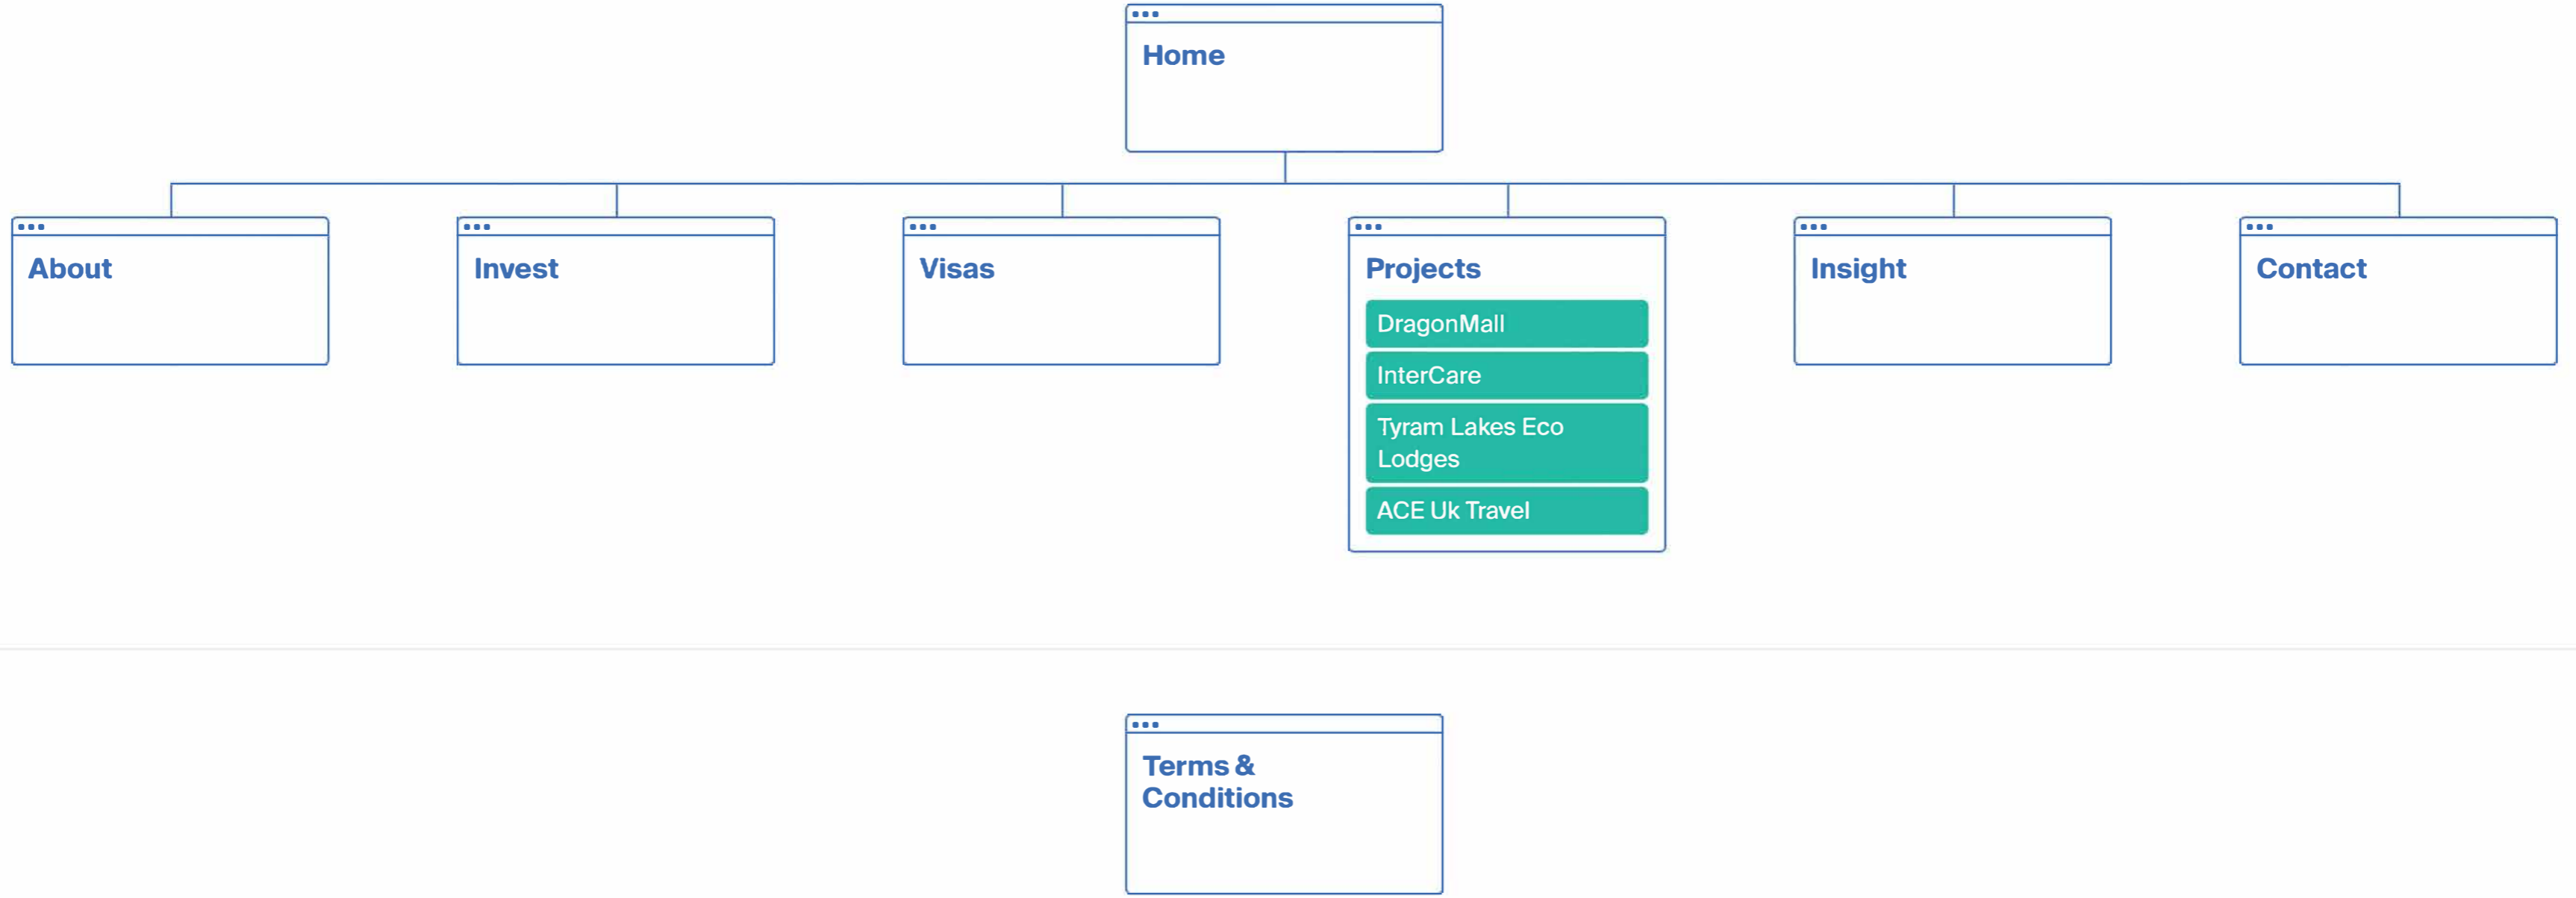 Home
About
Invest
Visas
Projects
Insight
Contact
DragonMall
InterCare
Tyram Lakes Eco
Lodges
ACE Uk Travel
Terms &
Conditions